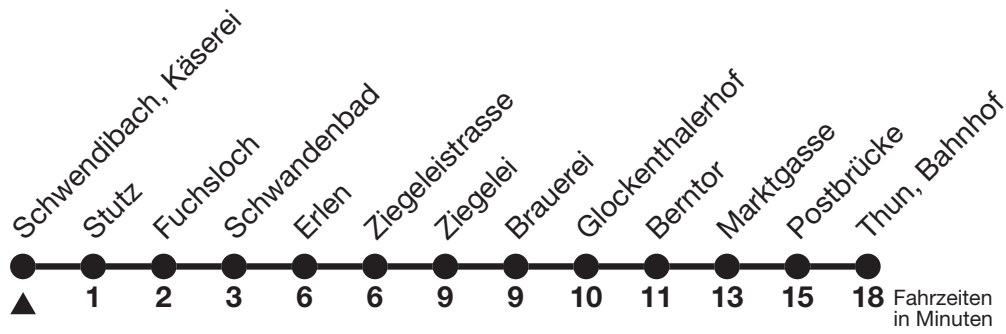 Schwendibach, Käserei
Stutz
Fuchsloch
Schwandenbad
Erlen
Ziegeleistrasse
Ziegelei
Brauerei
Glockenthalerhof
Berntor
Marktgasse
Postbrücke
Thun, Bahnhof
1 2 3 6 6 9 9 10 11 13 15 18 Fahrzeiten
in Minuten